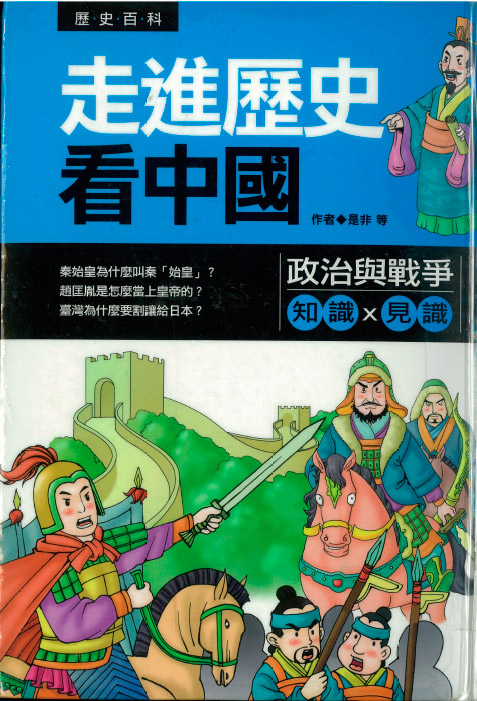 歷·史·百·科
走進歷史
看中國
作者◆是非 等
秦始皇為什麼叫秦「始皇」？
趙匡胤是怎麼當上皇帝的？
臺灣為什麼要割讓給日本？
政治與戰爭
知識x見識